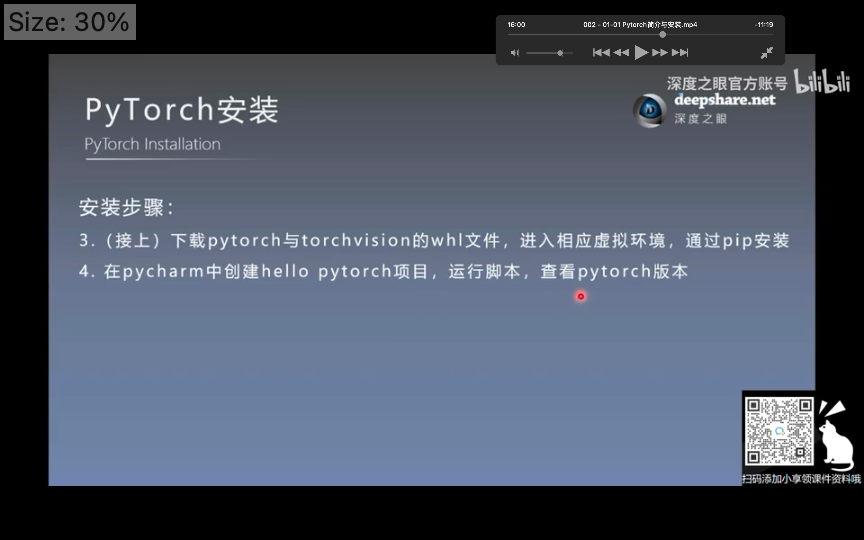 Size: 30%
16:00 002 - 01-01 Pytorch简介与安装.mp4 -11:19
深度之眼官方账号 bilibili
deepshare.net
深度之眼
PyTorch安装
PyTorch Installation
安装步骤：
3.（接上）下载pytorch与torchvision的whl文件，进入相应虚拟环境，通过pip安装
4. 在pycharm中创建hello pytorch项目，运行脚本，查看pytorch版本
扫码添加小享领课件资料哦